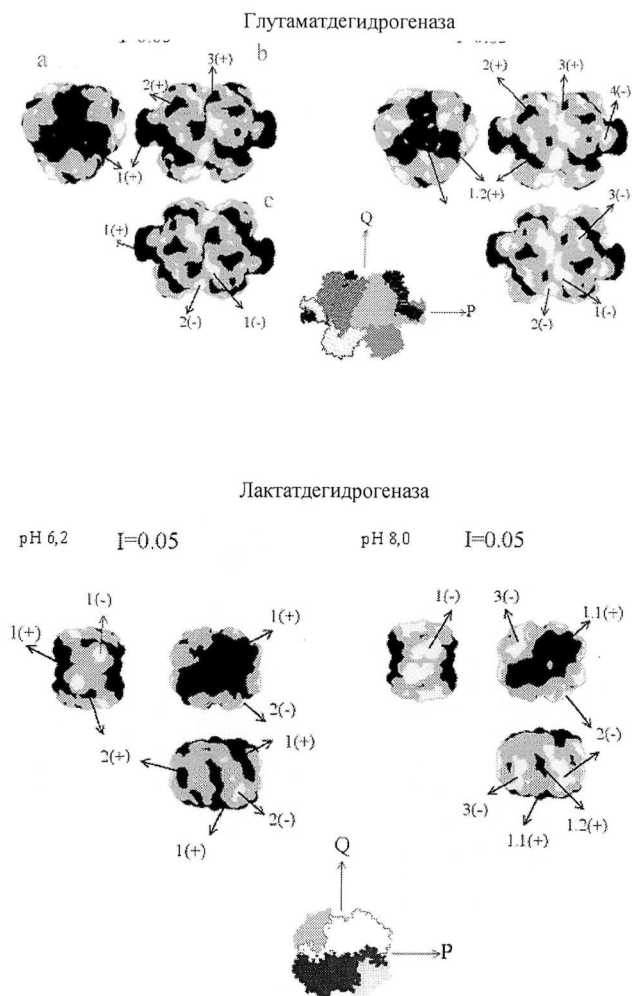 Глутаматдегидрогеназа
a
b
3(+)
2(+)
1(+)
c
1(+)
2(-)
1(-)
2(+)
3(+)
4(-)
1.2(+)
3(-)
2(-)
1(-)
Q
P
Лактатдегидрогеназа
pH 6,2 I=0.05
pH 8,0 I=0.05
1(-)
1(+)
1(+)
2(-)
2(+)
1(+)
2(-)
1(+)
1(-)
3(-)
1.1(+)
2(-)
3(-)
1.2(+)
1.1(+)
Q
P